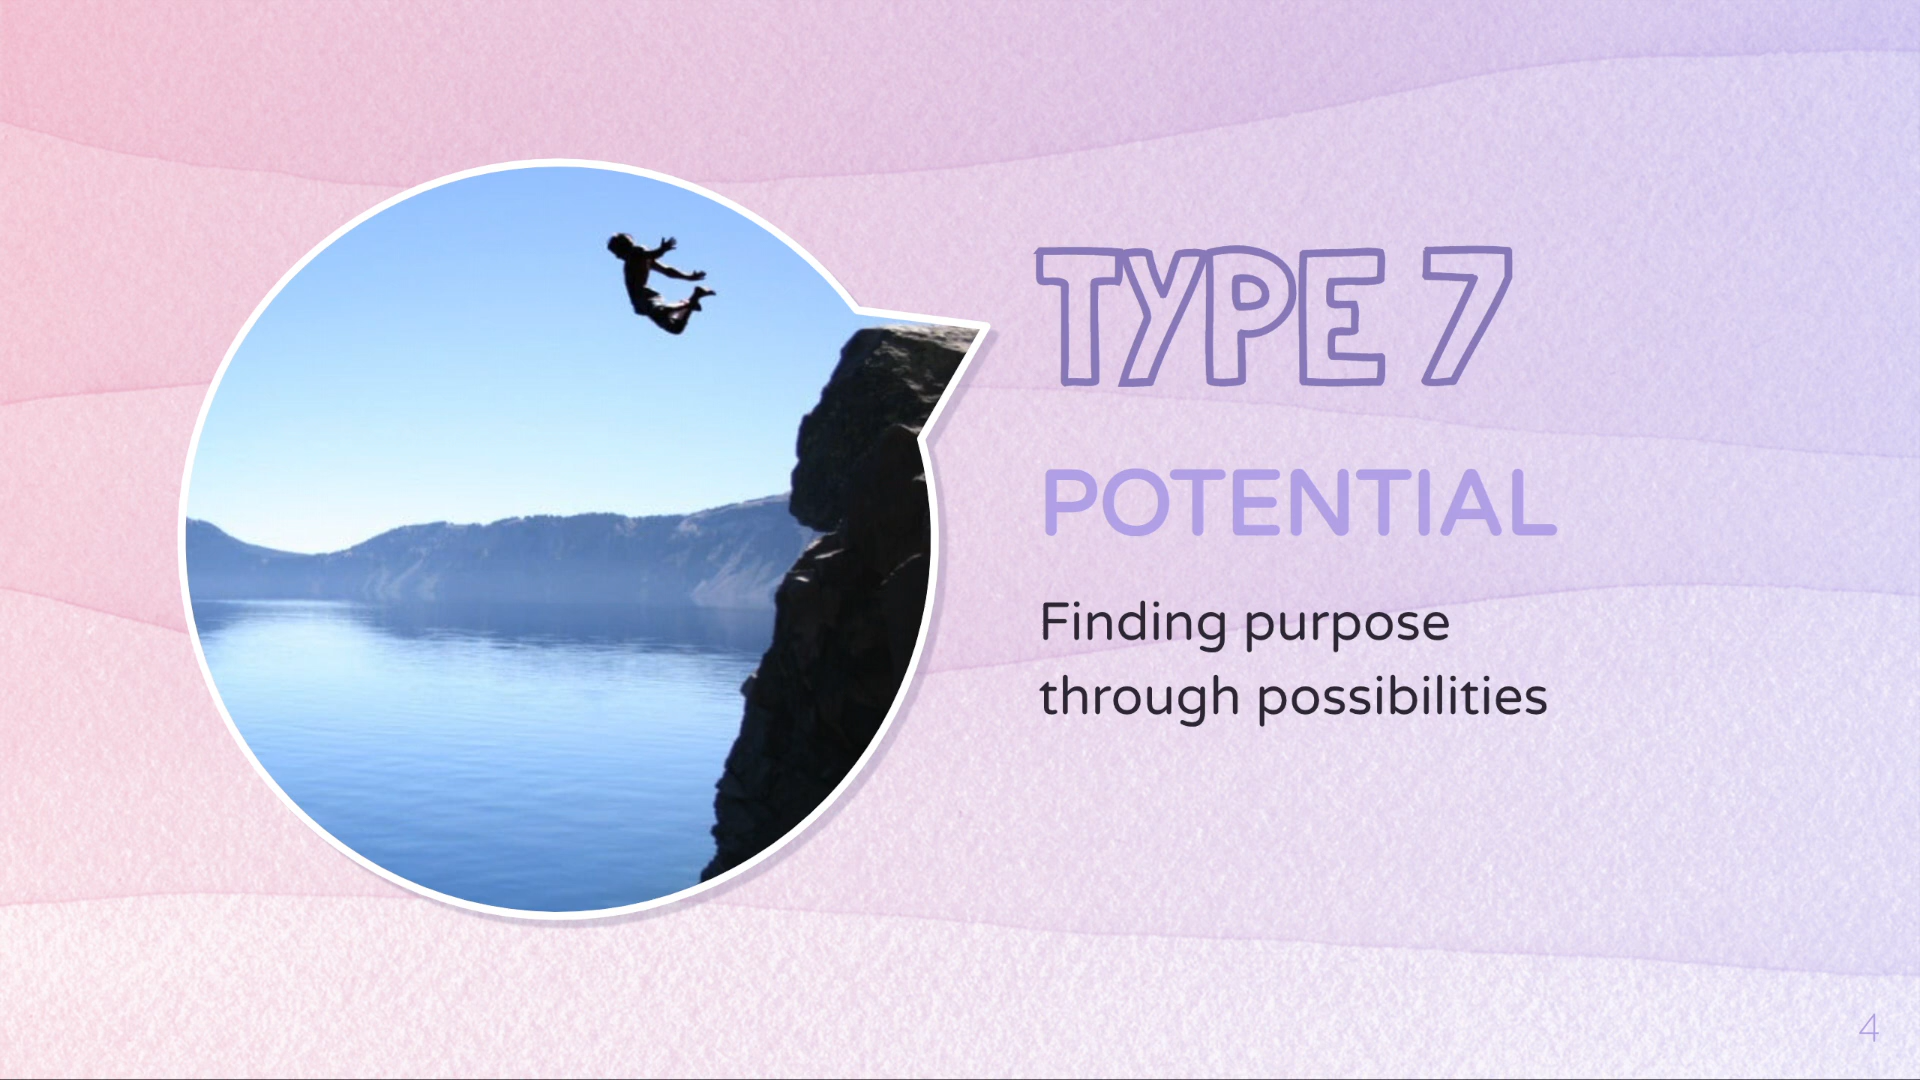 TYPE 7
POTENTIAL
Finding purpose
through possibilities
4